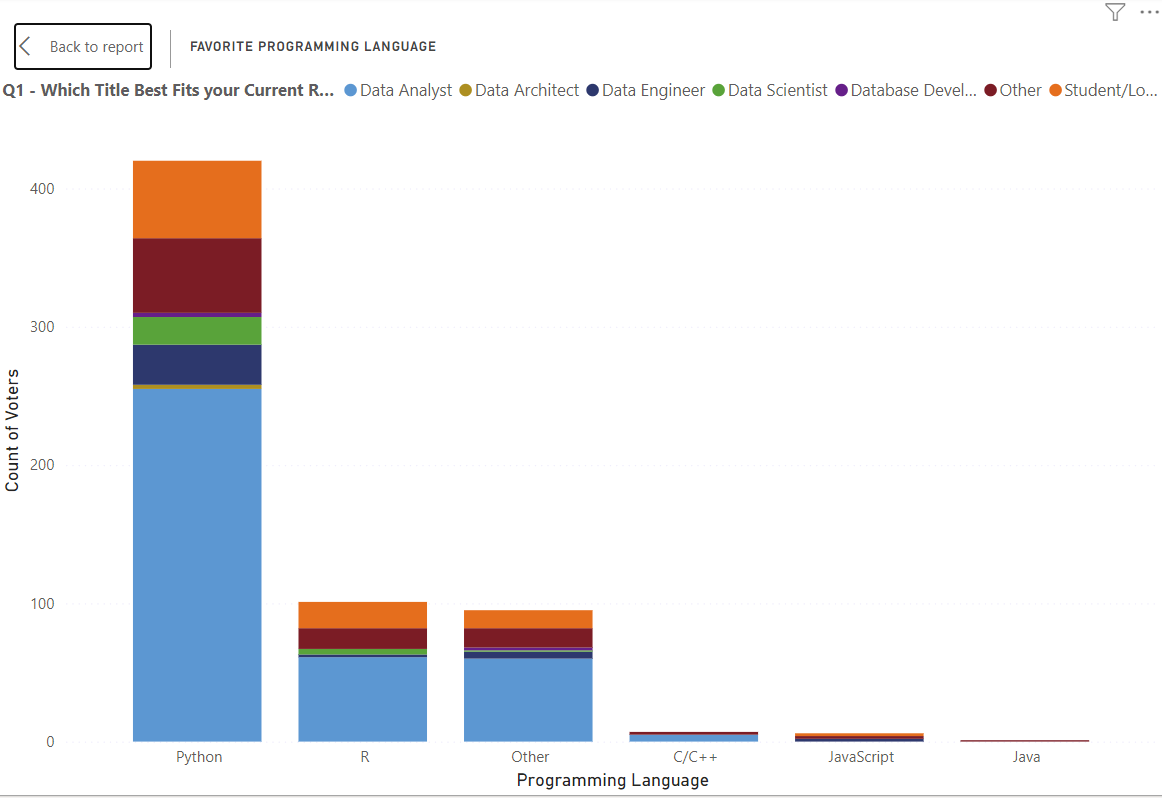 Back to report
FAVORITE PROGRAMMING LANGUAGE
Q1 - Which Title Best Fits your Current R... Data Analyst Data Architect Data Engineer Data Scientist Database Devel... Other Student/Lo...
400
300
200
100
0
Count of Voters
Python R Other C/C++ JavaScript Java
Programming Language